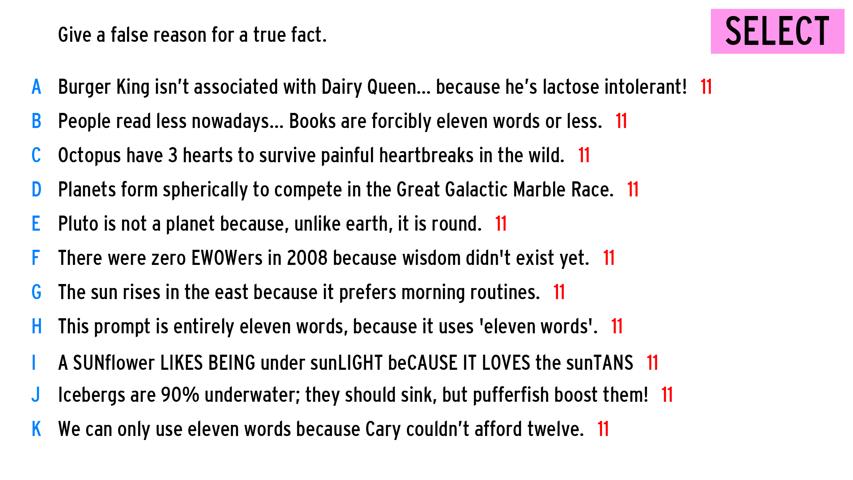 Give a false reason for a true fact.
SELECT
A Burger King isn’t associated with Dairy Queen... because he’s lactose intolerant! 11
B People read less nowadays... Books are forcibly eleven words or less. 11
C Octopus have 3 hearts to survive painful heartbreaks in the wild. 11
D Planets form spherically to compete in the Great Galactic Marble Race. 11
E Pluto is not a planet because, unlike earth, it is round. 11
F There were zero EWOWers in 2008 because wisdom didn't exist yet. 11
G The sun rises in the east because it prefers morning routines. 11
H This prompt is entirely eleven words, because it uses 'eleven words'. 11
I A SUNflower LIKES BEING under sunLIGHT beCAUSE IT LOVES the sunTANS 11
J Icebergs are 90% underwater; they should sink, but pufferfish boost them! 11
K We can only use eleven words because Cary couldn’t afford twelve. 11